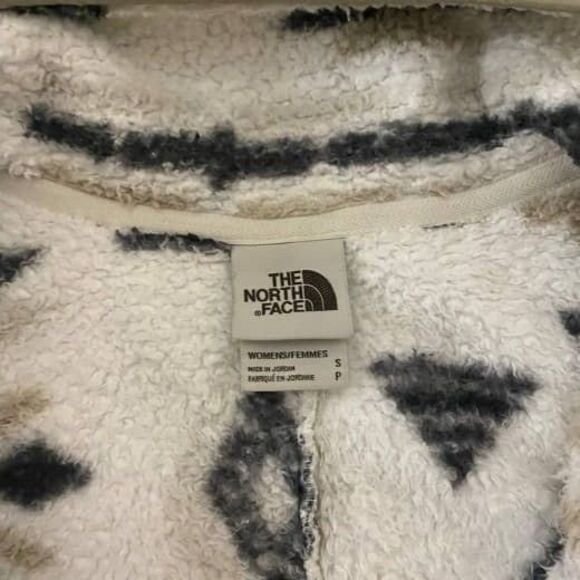 THE
NORTH
®FACE
WOMENS/FEMMES
MADE IN JORDAN S
FABRIQUÉ EN JORDANIE P